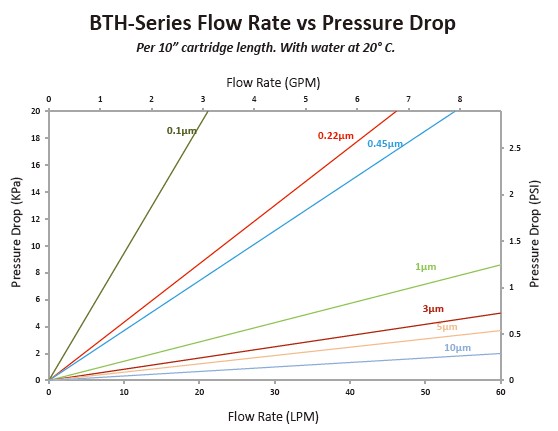 BTH-Series Flow Rate vs Pressure Drop
Per 10” cartridge length. With water at 20° C.
Flow Rate (GPM)
0 1 2 3 4 5 6 7 8
Pressure Drop (KPa)
20
18
16
14
12
10
8
6
4
2
0
0.1µm
0.22µm
0.45µm
1µm
3µm
5µm
10µm
2.5
2
1.5
1
0.5
0
Pressure Drop (PSI)
0 10 20 30 40 50 60
Flow Rate (LPM)